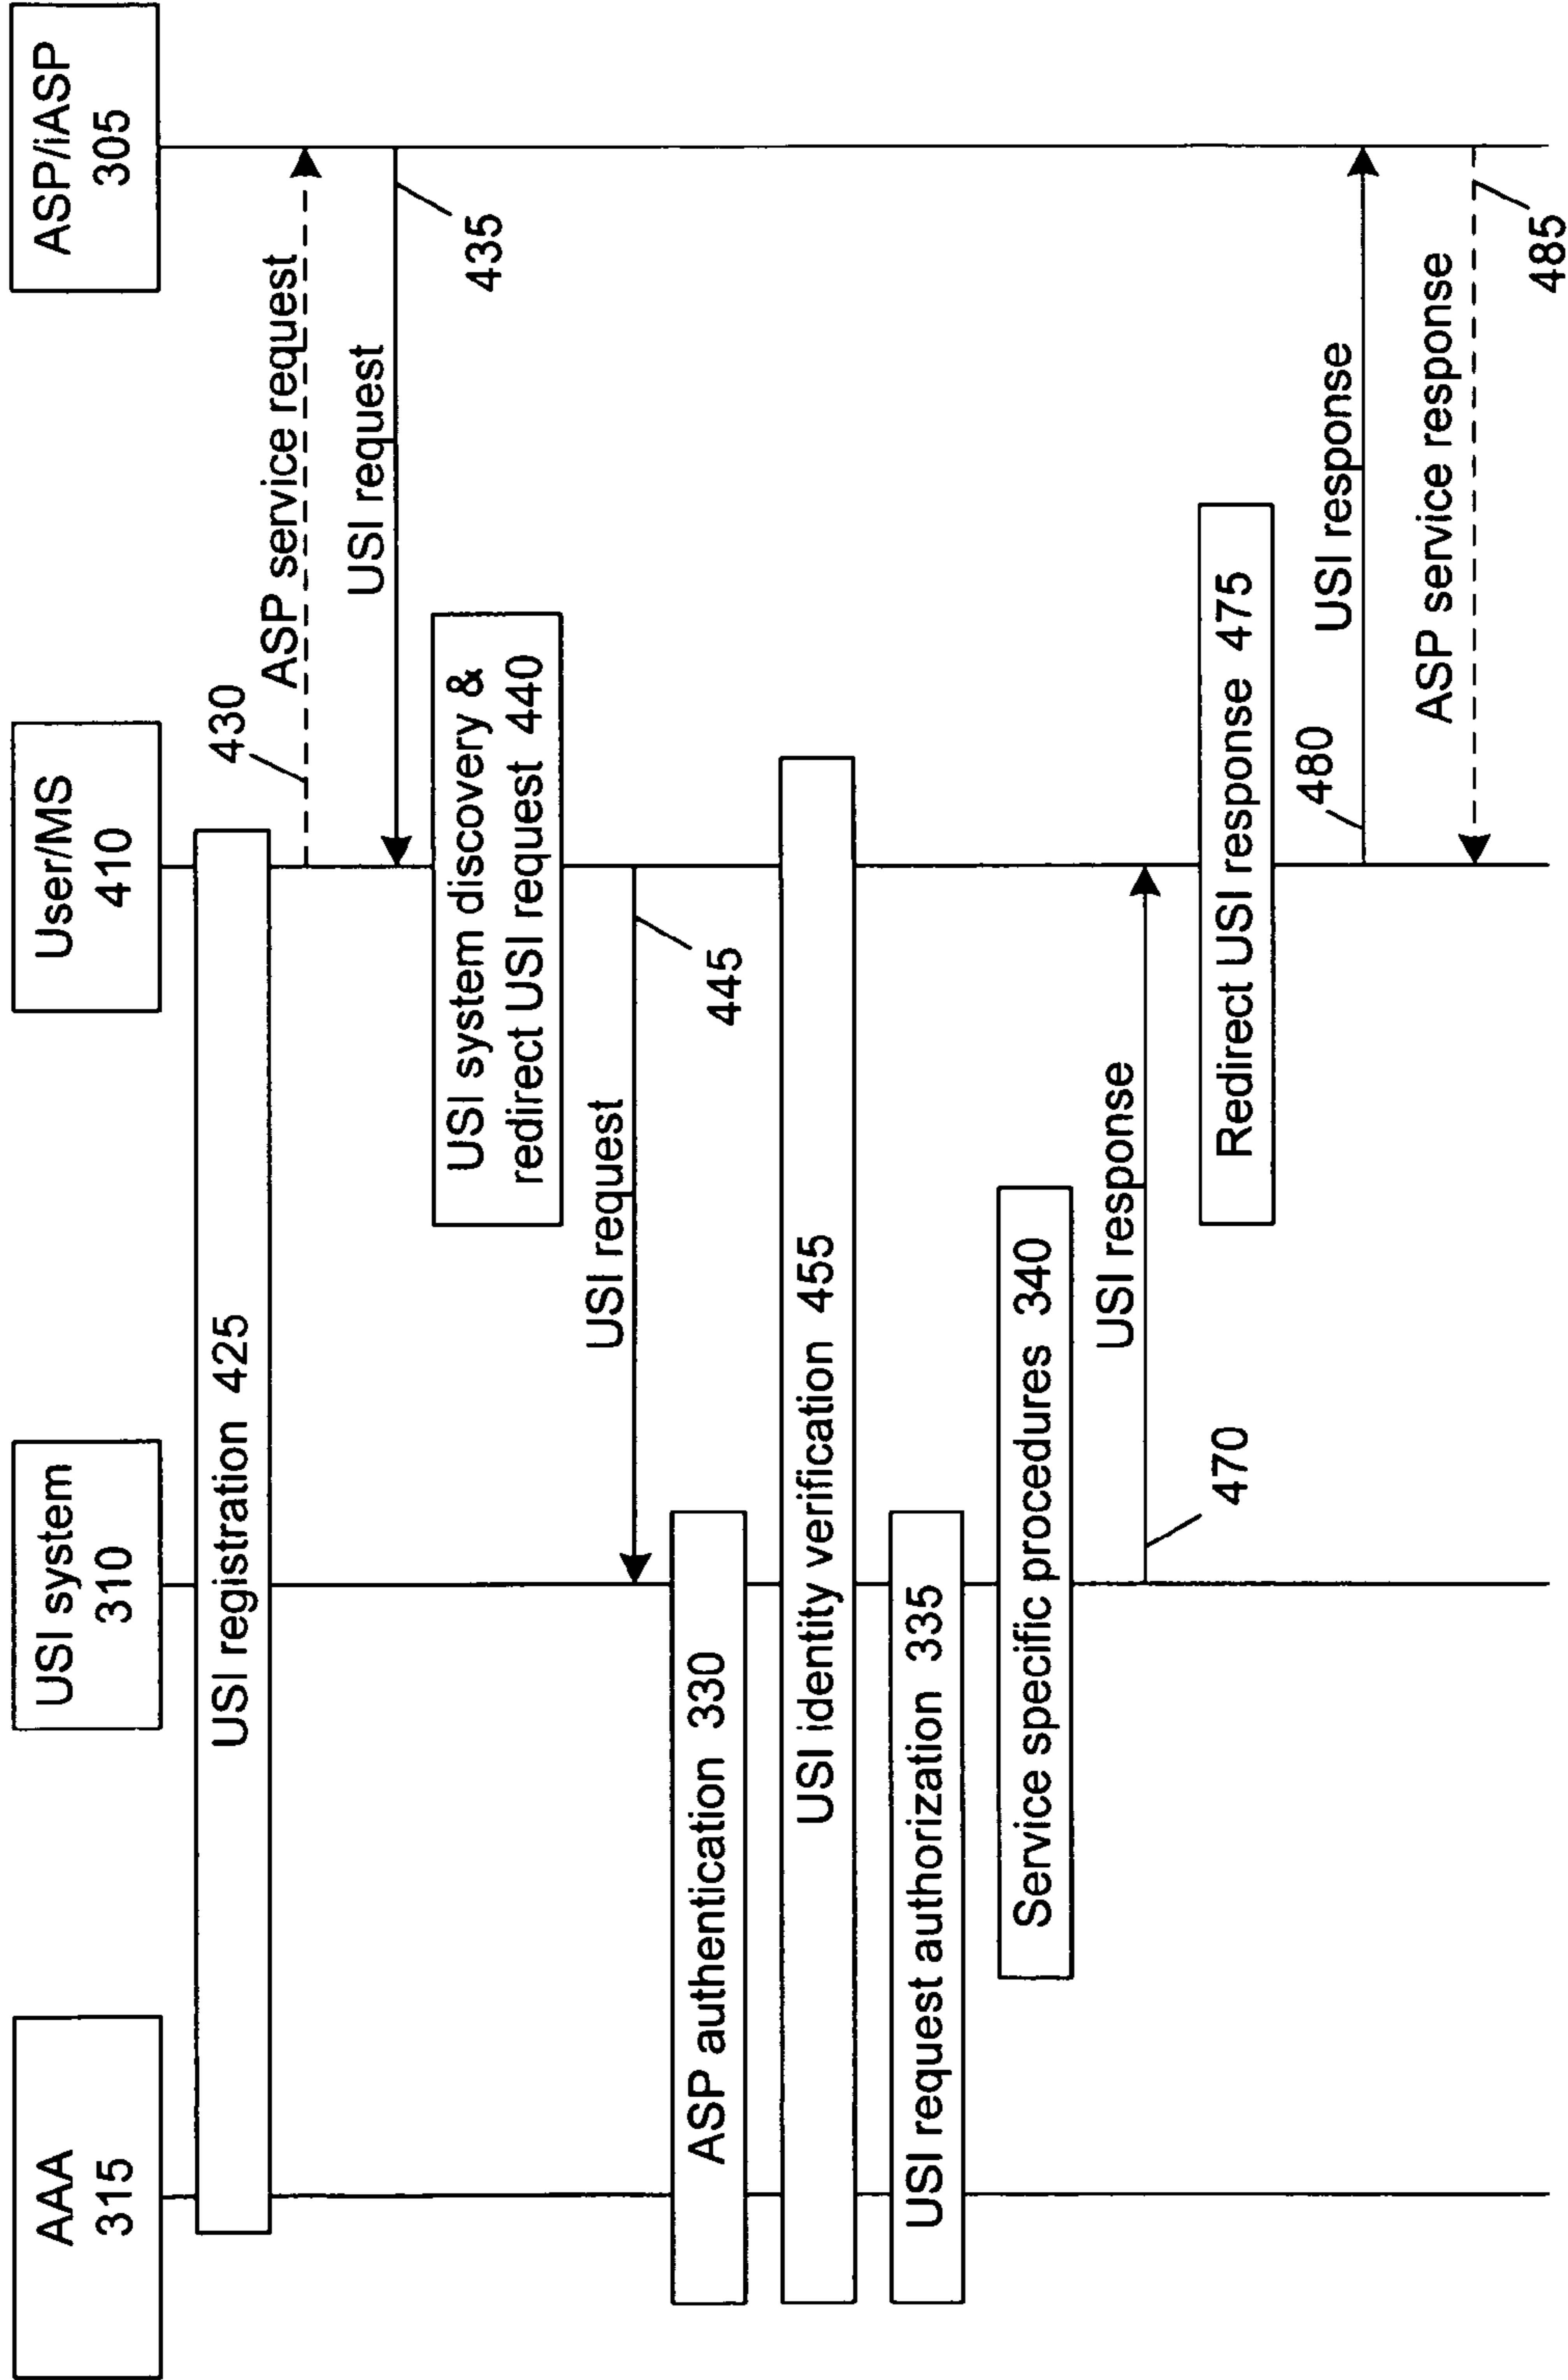 AAA
315
USI system
310
User/MS
410
ASP/iASP
305
USI registration 425
430
ASP service request
USI request
435
USI system discovery &
redirect USI request 440
USI request
445
ASP authentication 330
USI identity verification 455
USI request authorization 335
Service specific procedures 340
USI response
470
Redirect USI response 475
480
USI response
ASP service response
485